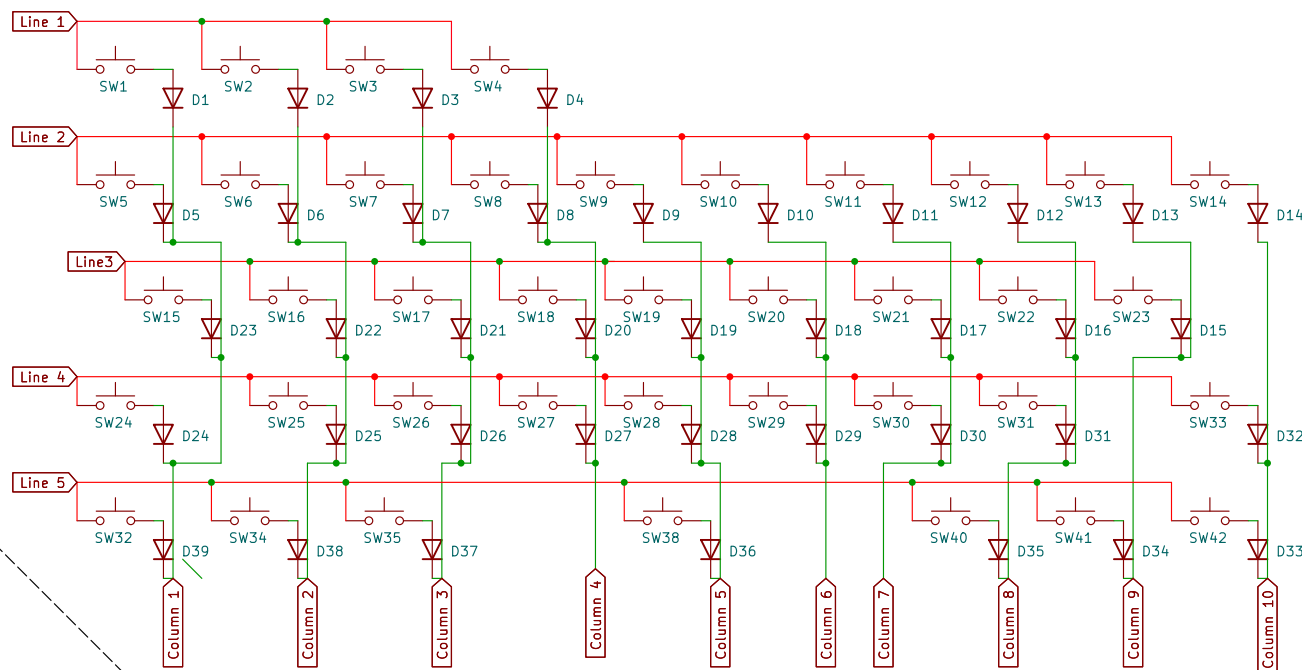 Line 1
SW1 SW2 SW3 SW4
D1 D2 D3 D4
Line 2
SW5 SW6 SW7 SW8 SW9 SW10 SW11 SW12 SW13 SW14
D5 D6 D7 D8 D9 D10 D11 D12 D13 D14
Line3
SW15 SW16 SW17 SW18 SW19 SW20 SW21 SW22 SW23
D23 D22 D21 D20 D19 D18 D17 D16 D15
Line 4
SW24 SW25 SW26 SW27 SW28 SW29 SW30 SW31 SW33
D24 D25 D26 D27 D28 D29 D30 D31 D32
Line 5
SW32 SW34 SW35 SW38 SW40 SW41 SW42
D39 D38 D37 D36 D35 D34 D33
Column 1
Column 2
Column 3
Column 4
Column 5
Column 6
Column 7
Column 8
Column 9
Column 10